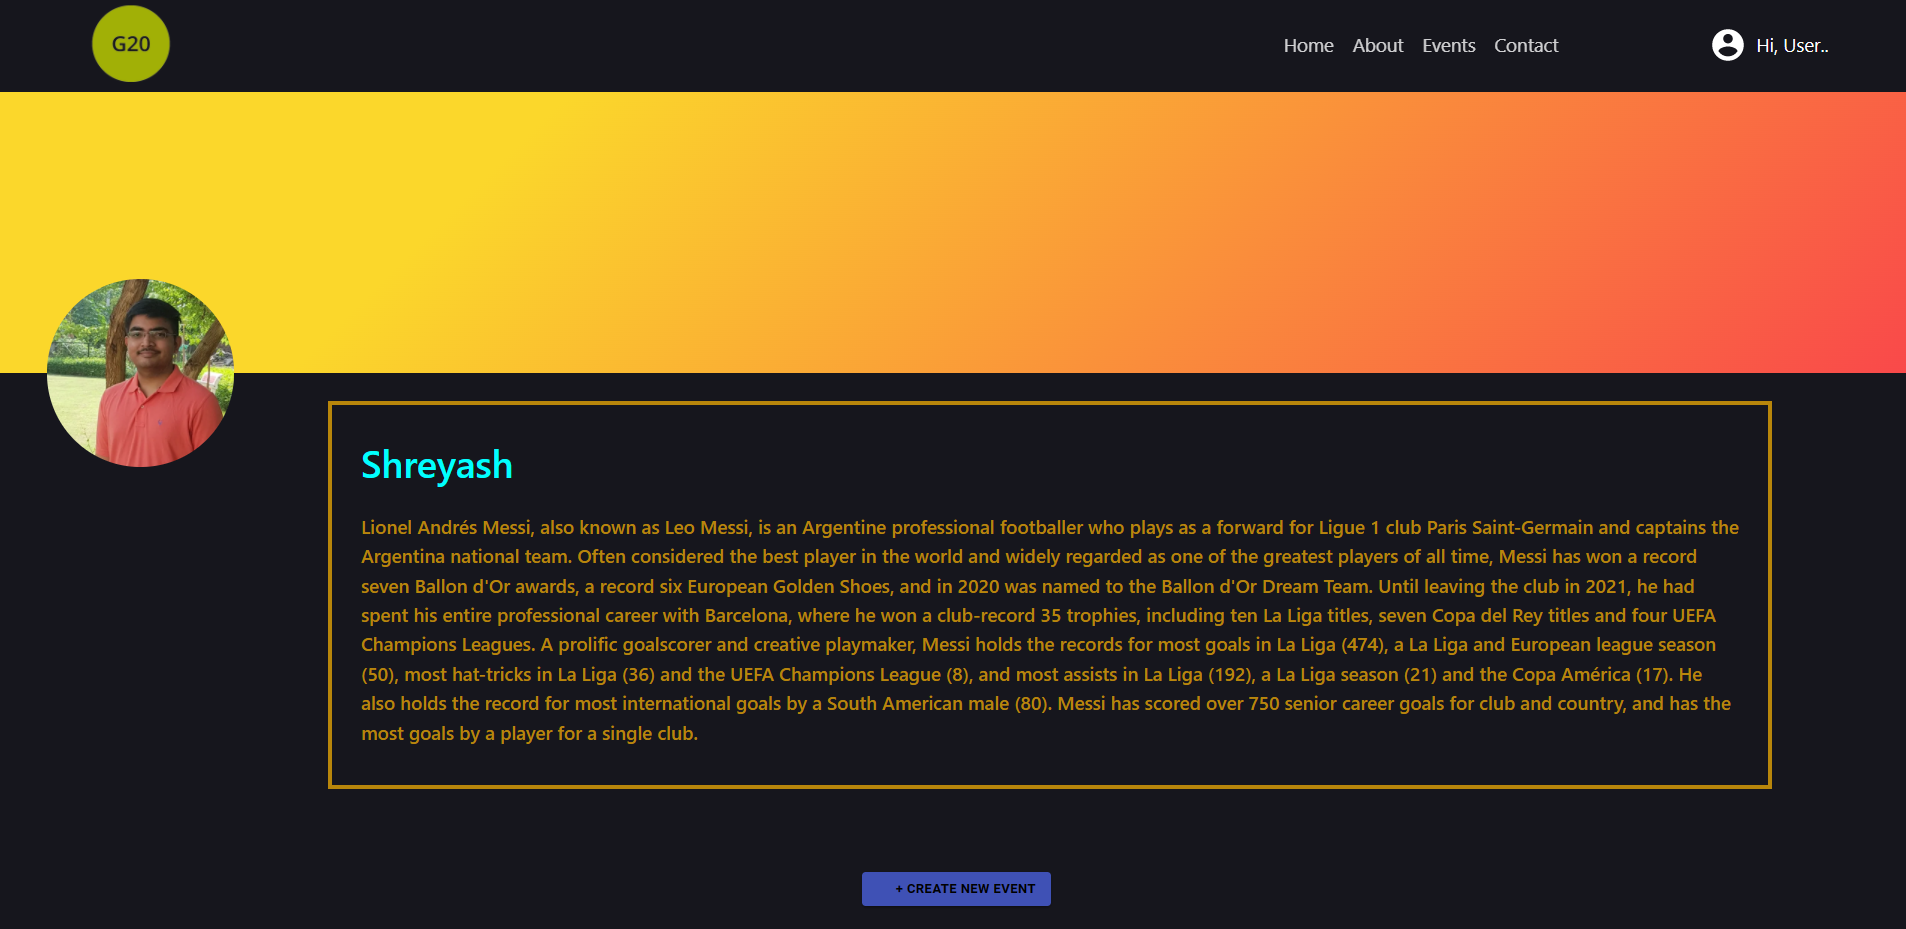 G20
Home About Events Contact
Hi, User..
Shreyash
Lionel Andrés Messi, also known as Leo Messi, is an Argentine professional footballer who plays as a forward for Ligue 1 club Paris Saint-Germain and captains the
Argentina national team. Often considered the best player in the world and widely regarded as one of the greatest players of all time, Messi has won a record
seven Ballon d'Or awards, a record six European Golden Shoes, and in 2020 was named to the Ballon d'Or Dream Team. Until leaving the club in 2021, he had
spent his entire professional career with Barcelona, where he won a club-record 35 trophies, including ten La Liga titles, seven Copa del Rey titles and four UEFA
Champions Leagues. A prolific goalscorer and creative playmaker, Messi holds the records for most goals in La Liga (474), a La Liga and European league season
(50), most hat-tricks in La Liga (36) and the UEFA Champions League (8), and most assists in La Liga (192), a La Liga season (21) and the Copa América (17). He
also holds the record for most international goals by a South American male (80). Messi has scored over 750 senior career goals for club and country, and has the
most goals by a player for a single club.
+ CREATE NEW EVENT